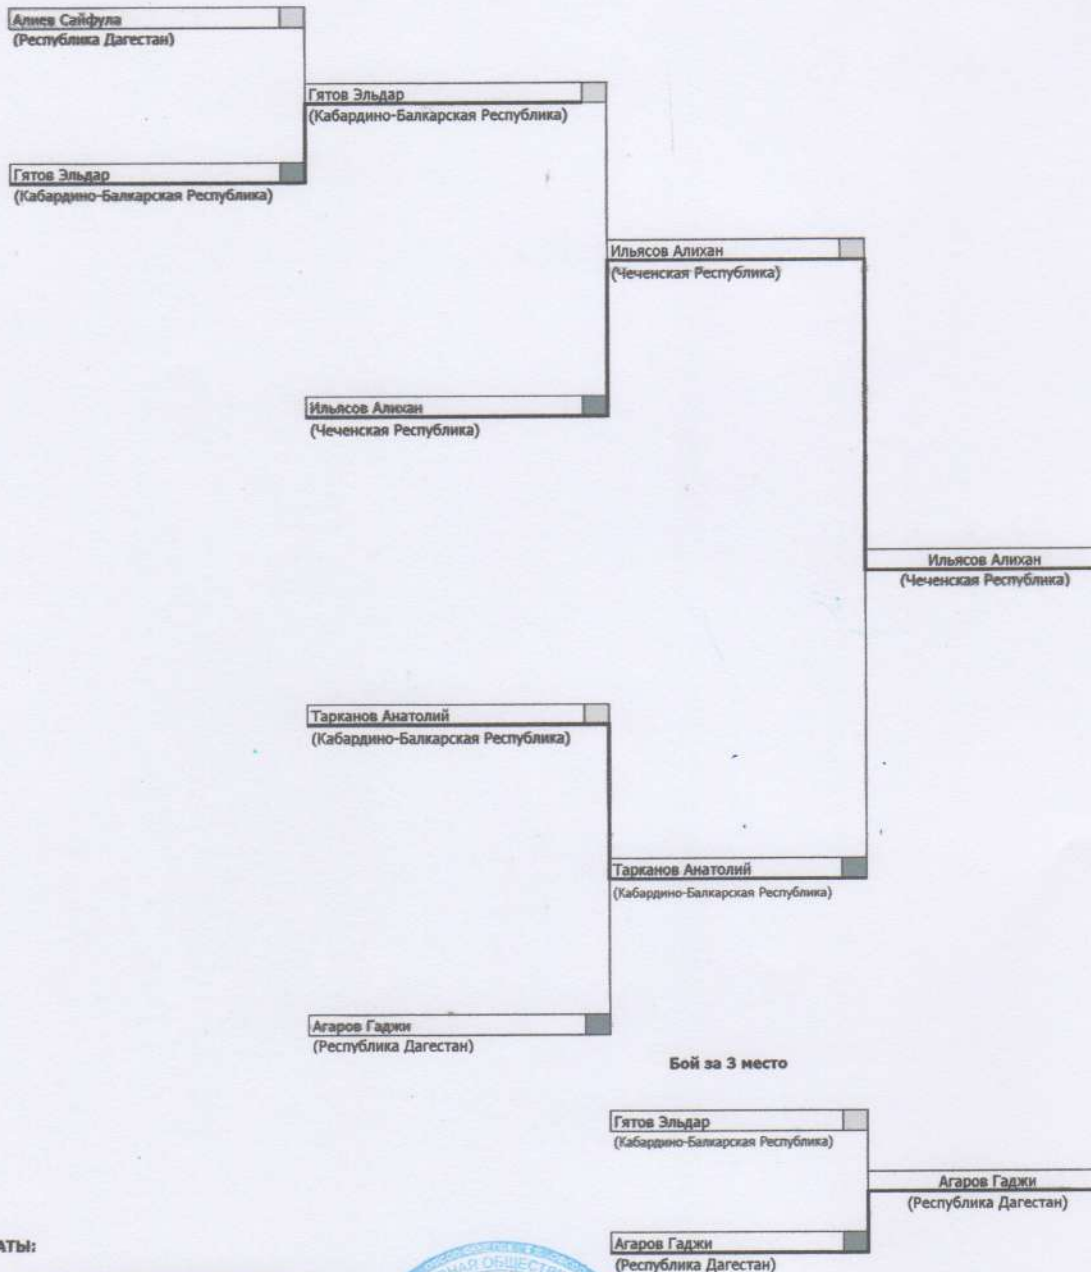 Алиев Сайфула
(Республика Дагестан)
Гятов Эльдар
(Кабардино-Балкарская Республика)
Гятов Эльдар
(Кабардино-Балкарская Республика)
Ильясов Алихан
(Чеченская Республика)
Ильясов Алихан
(Чеченская Республика)
Ильясов Алихан
(Чеченская Республика)
Тарканов Анатолий
(Кабардино-Балкарская Республика)
Тарканов Анатолий
(Кабардино-Балкарская Республика)
Агаров Гаджи
(Республика Дагестан)
Бой за 3 место
Гятов Эльдар
(Кабардино-Балкарская Республика)
Агаров Гаджи
(Республика Дагестан)
Агаров Гаджи
(Республика Дагестан)
АТЫ:
НАЯ ОБЩЕСТВ